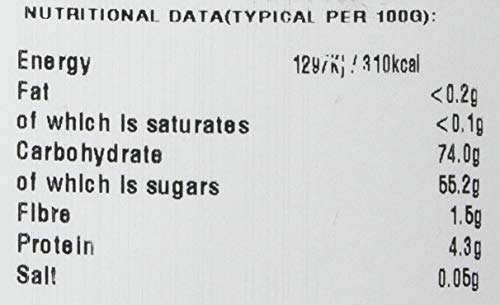 NUTRITIONAL DATA(TYPICAL PER 100G):
Energy 1297Kj / 310kcal
Fat <0.2g
of which is saturates <0.1g
Carbohydrate 74.0g
of which is sugars 55.2g
Fibre 1.5g
Protein 4.3g
Salt 0.05g